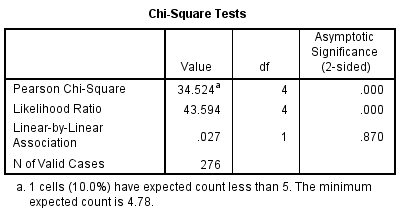 Chi-Square Tests
Value df Asymptotic Significance (2-sided)
Pearson Chi-Square 34.524a 4 .000
Likelihood Ratio 43.594 4 .000
Linear-by-Linear Association .027 1 .870
N of Valid Cases 276
a. 1 cells (10.0%) have expected count less than 5. The minimum
expected count is 4.78.